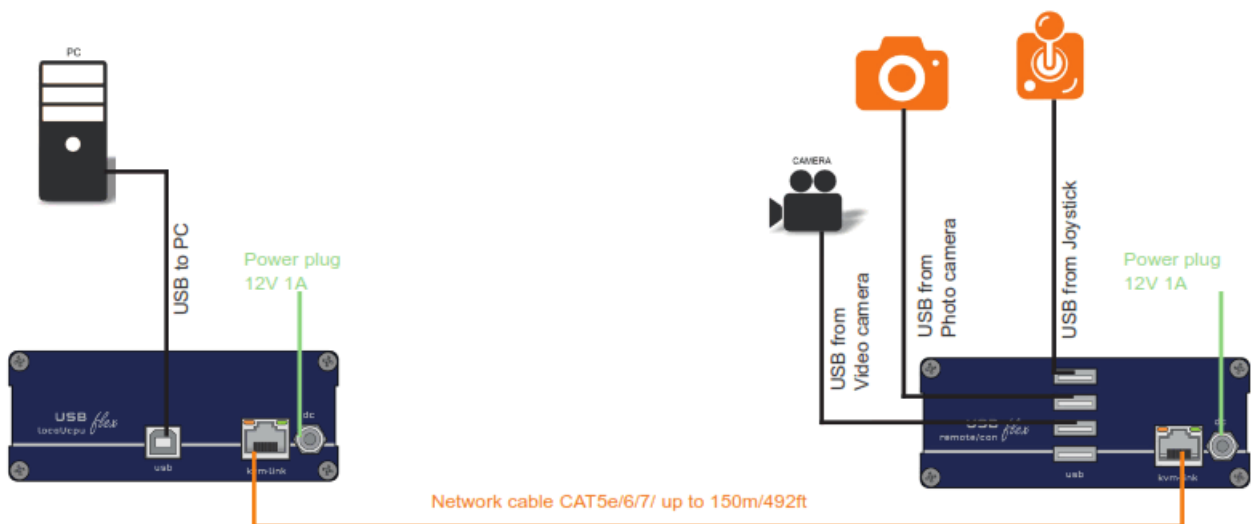 PC
CAMERA
USB to PC
Power plug
12V 1A
USB from
Video camera
USB from
Photo camera
USB from Joystick
Power plug
12V 1A
USB flex
local/cpu
dc
usb
kvm-link
USB flex
remote/con
dc
usb
kvm-link
Network cable CAT5e/6/7/ up to 150m/492ft